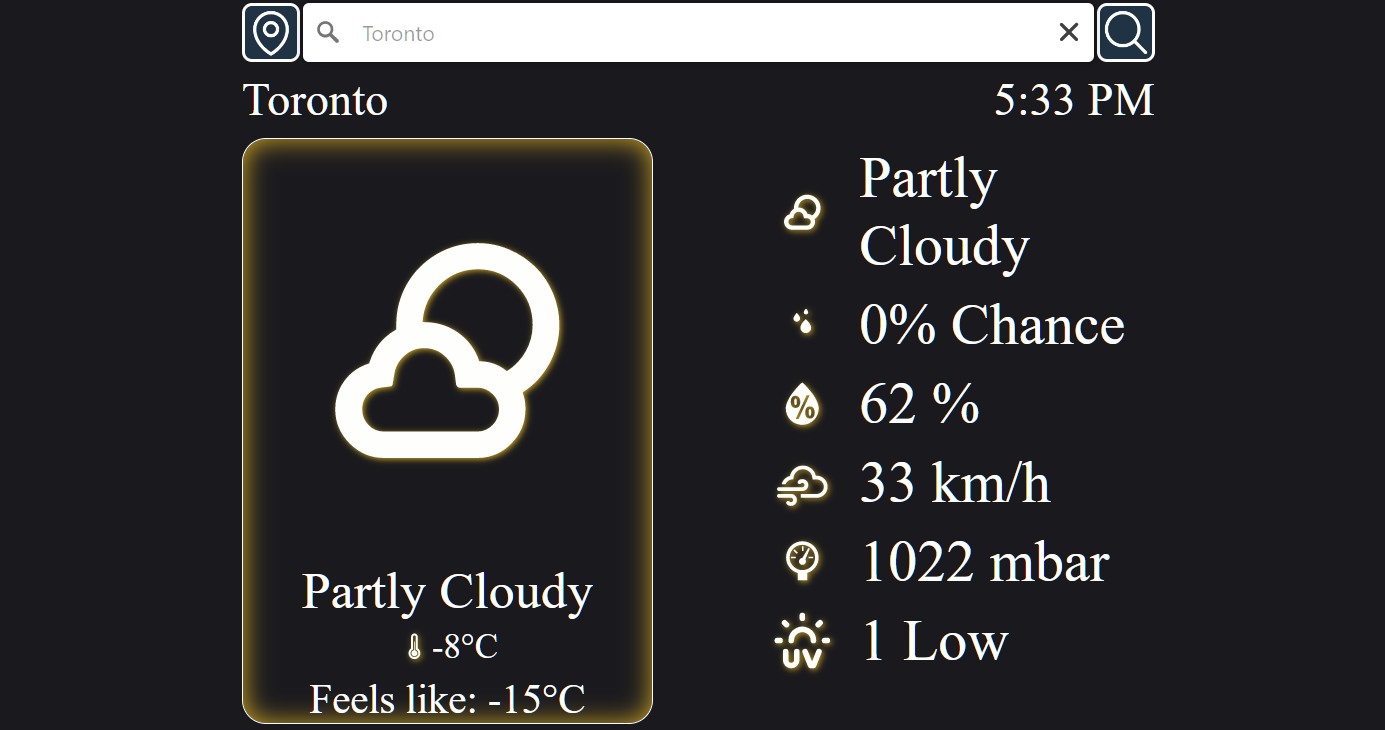 Toronto
Toronto
5:33 PM
Partly Cloudy
-8°C
Feels like: -15°C
Partly
Cloudy
0% Chance
%
62 %
33 km/h
1022 mbar
UV
1 Low